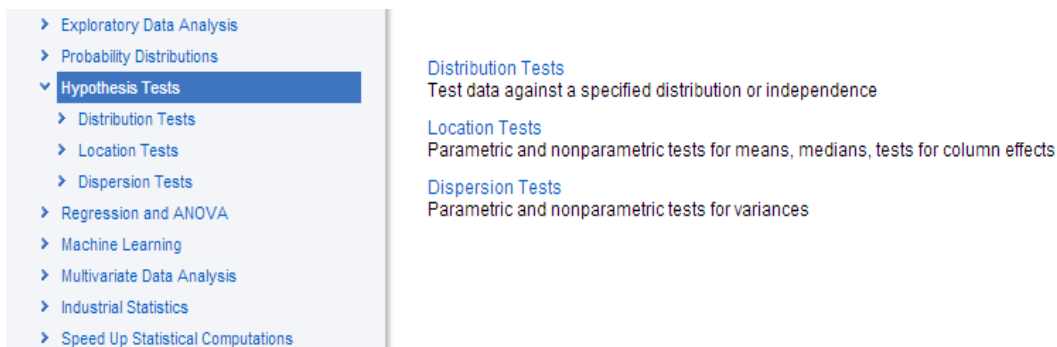 Exploratory Data Analysis
Probability Distributions
Hypothesis Tests
Distribution Tests
Location Tests
Dispersion Tests
Regression and ANOVA
Machine Learning
Multivariate Data Analysis
Industrial Statistics
Speed Up Statistical Computations
Distribution Tests
Test data against a specified distribution or independence
Location Tests
Parametric and nonparametric tests for means, medians, tests for column effects
Dispersion Tests
Parametric and nonparametric tests for variances